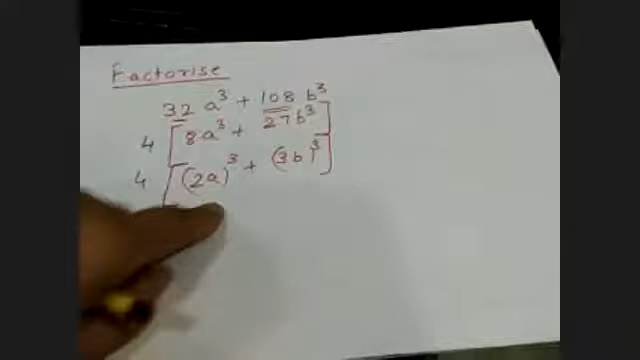 Factorise
32 a³ + 108 b³
4 [ 8a³ + 27b³ ]
4 [ (2a)³ + (3b)³ ]